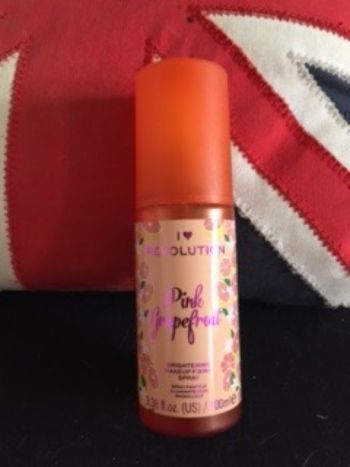 I ♥
REVOLUTION
Pink
Grapefruit
BRIGHTENING
MAKEUP FIXING
SPRAY
3.38 fl.oz. (US) / 100ml e